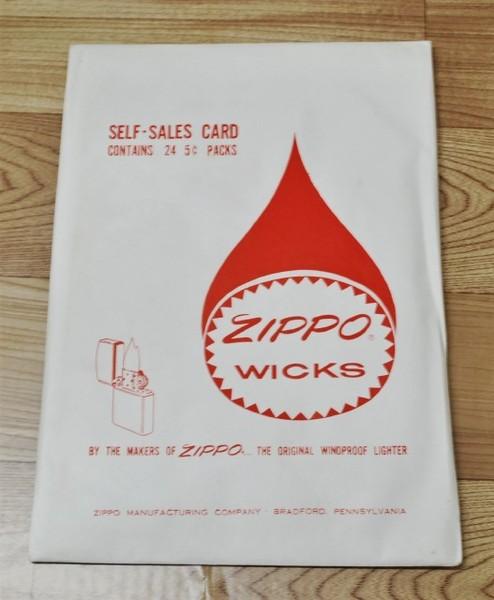 SELF-SALES CARD
CONTAINS 24 5¢ PACKS
ZIPPO®
WICKS
BY THE MAKERS OF ZIPPO®... THE ORIGINAL WINDPROOF LIGHTER
ZIPPO MANUFACTURING COMPANY · BRADFORD, PENNSYLVANIA